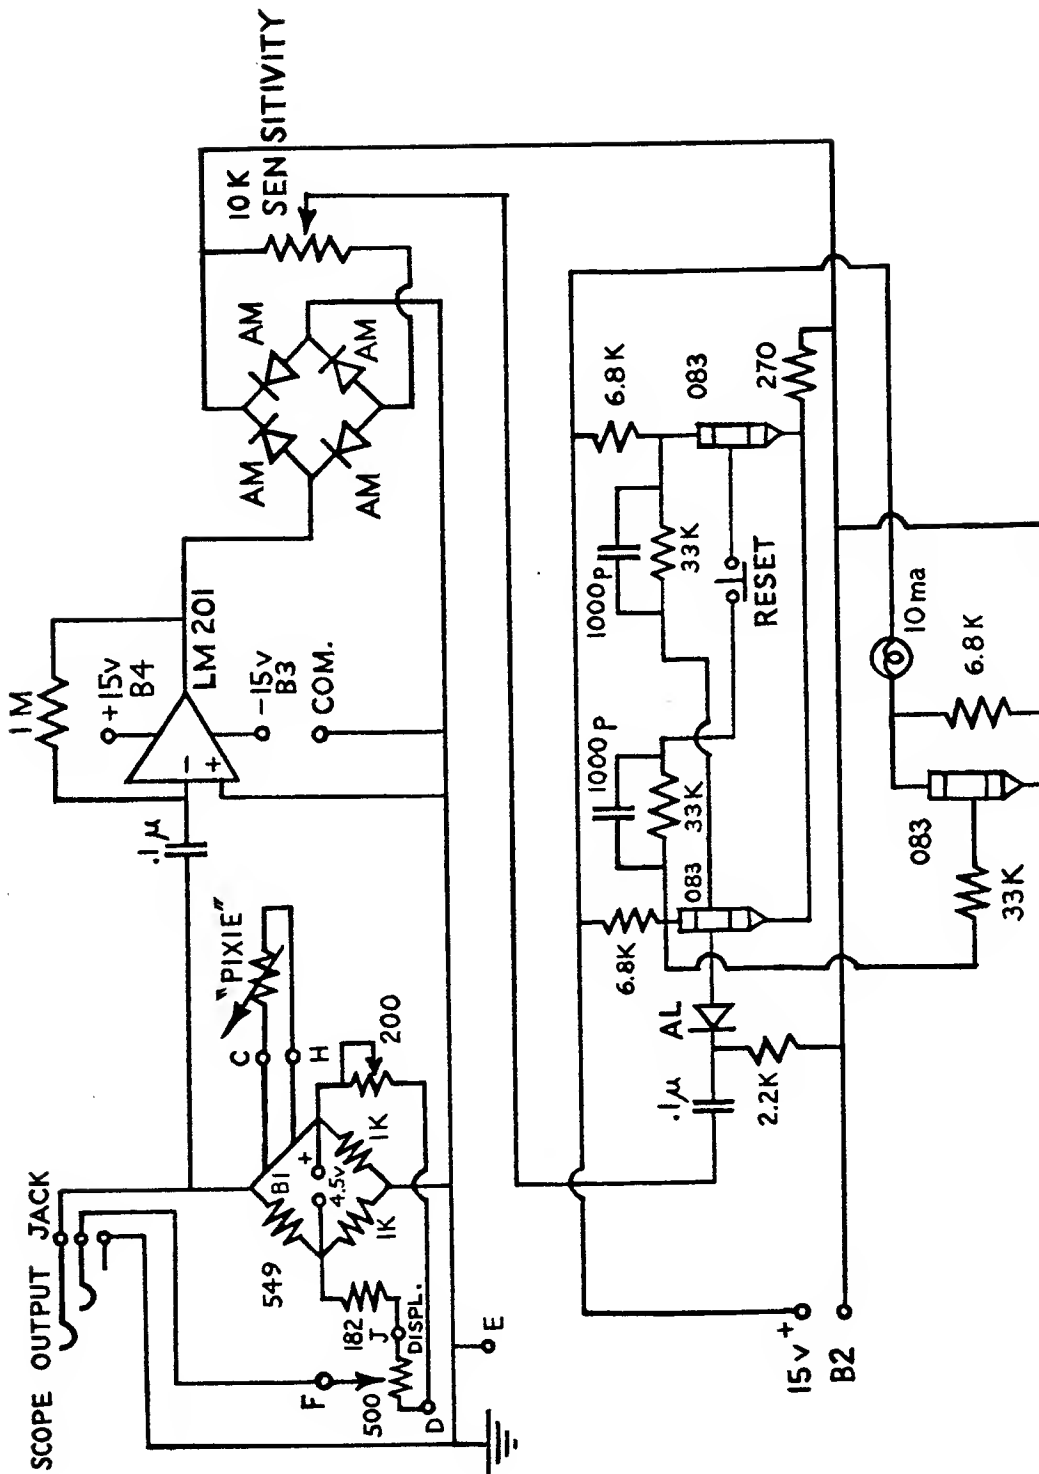 SCOPE OUTPUT JACK
"PIXIE"
C
H
.1µ
1M
+15v
B4
LM 201
-15v
B3
COM.
AM
AM
AM
AM
10K
SENSITIVITY
549
B1
+
4.5v
1K
1K
200
182
J
DISPL.
F
500
D
E
.1µ
AL
2.2K
6.8K
083
1000p
33K
1000p
33K
RESET
6.8K
083
270
10ma
6.8K
083
33K
15v +
B2
-
+